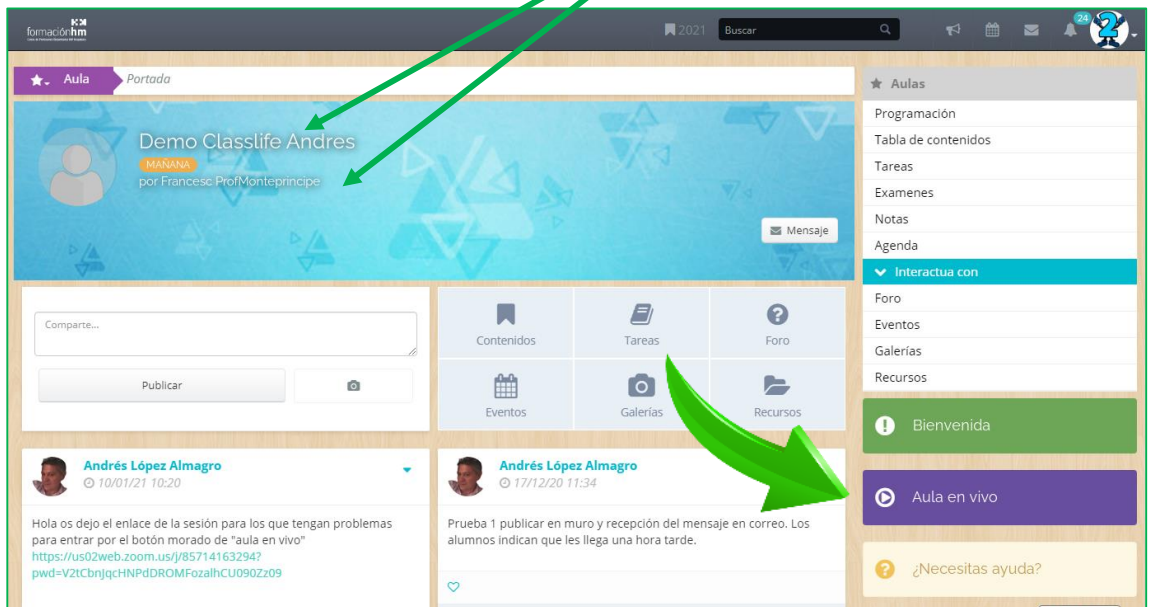 formaciónhm
2021
Buscar
24
Aula
Portada
Demo Classlife Andres
MAÑANA
por Francesc ProfMonteprincipe
Mensaje
Comparte...
Publicar
Contenidos
Tareas
Foro
Eventos
Galerías
Recursos
Andrés López Almagro
10/01/21 10:20
Hola os dejo el enlace de la sesión para los que tengan problemas
para entrar por el botón morado de "aula en vivo"
https://us02web.zoom.us/j/85714163294?
pwd=V2tCbnJqcHNPdDROMFozalhCU090Zz09
Andrés López Almagro
17/12/20 11:34
Prueba 1 publicar en muro y recepción del mensaje en correo. Los
alumnos indican que les llega una hora tarde.
Aulas
Programación
Tabla de contenidos
Tareas
Examenes
Notas
Agenda
Interactua con
Foro
Eventos
Galerías
Recursos
Bienvenida
Aula en vivo
¿Necesitas ayuda?